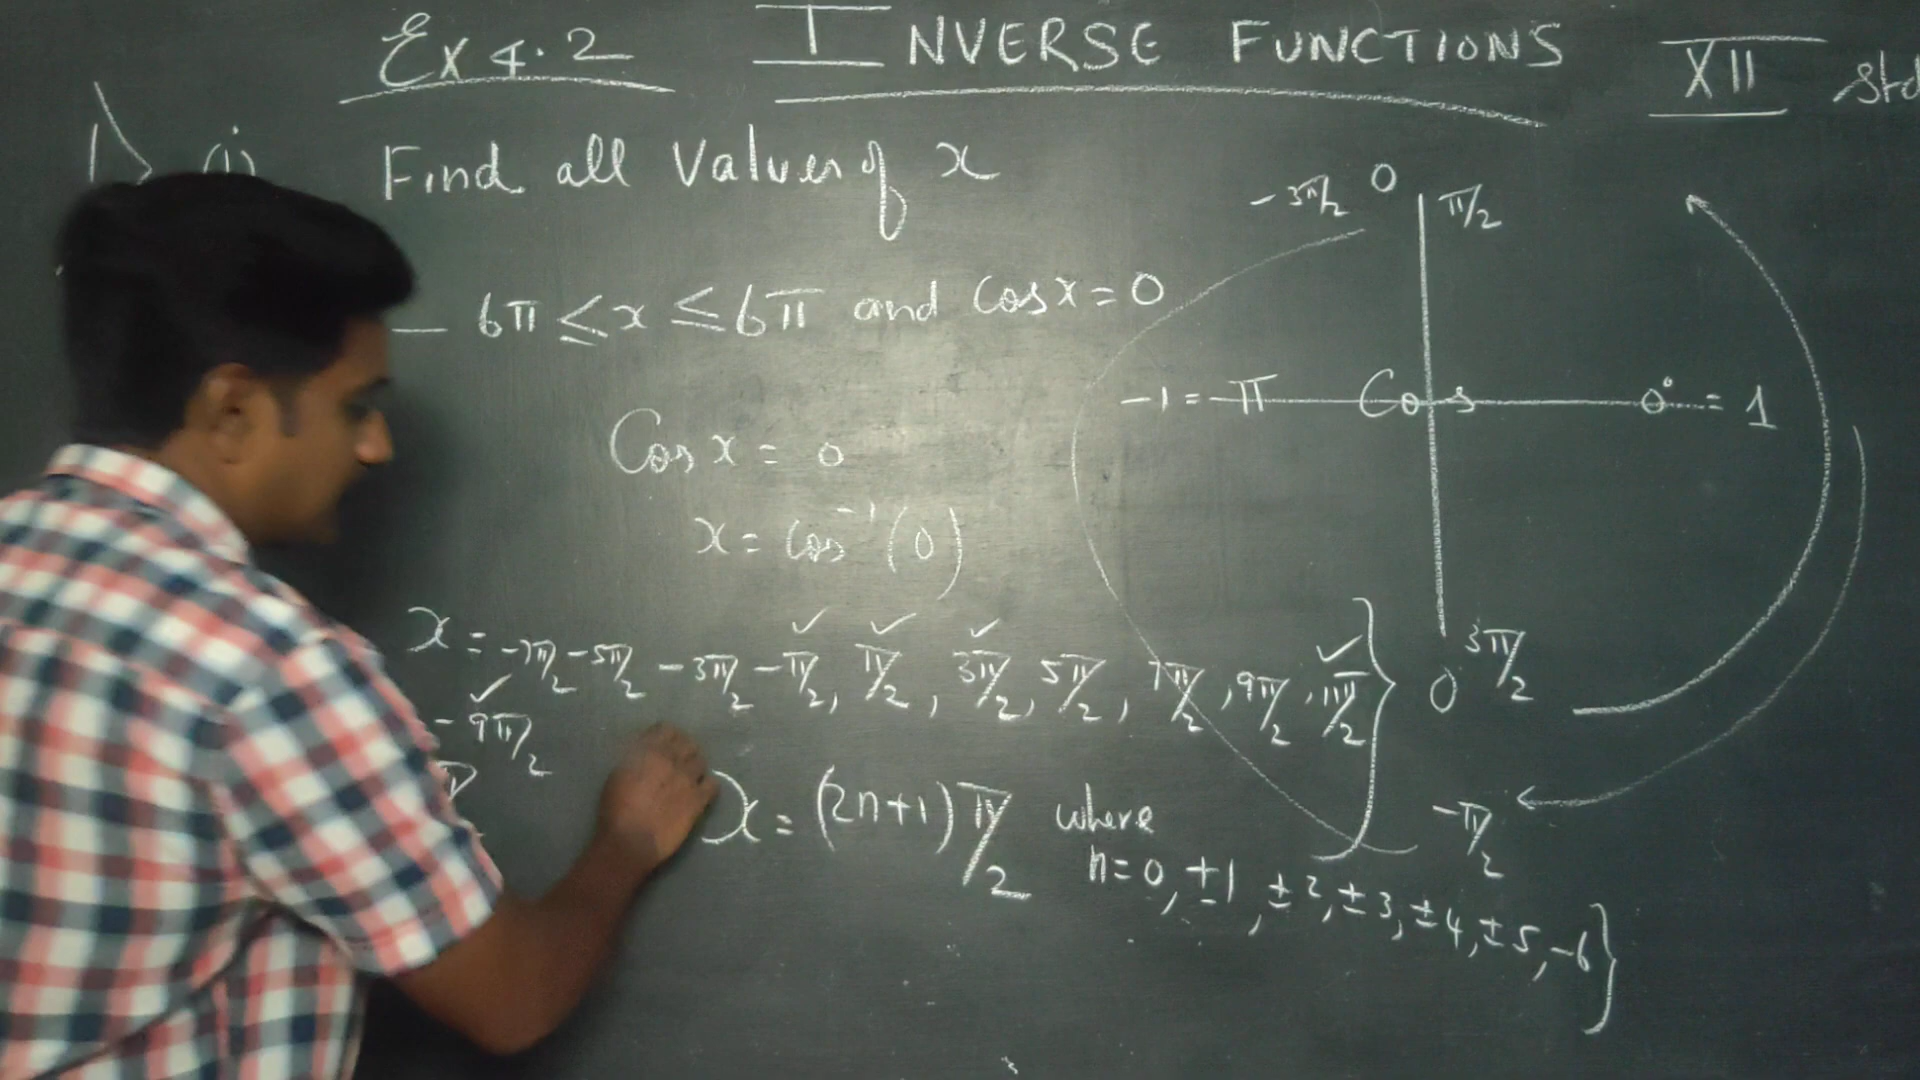 Ex 4.2 INVERSE FUNCTIONS XII Std
1) (i) Find all Values of x
-6π ≤ x ≤ 6π and Cos x = 0
Cos x = 0
x = Cos⁻¹(0)
x = -7π/2 -5π/2 -3π/2 -π/2, π/2, 3π/2, 5π/2, 7π/2, 9π/2, 11π/2 }
-9π/2
x = (2n+1) π/2 where
n = 0, ±1, ±2, ±3, ±4, ±5, -6 }
-3π/2 0 π/2
-1 = -π Cos 0° = 1
0 3π/2
-π/2